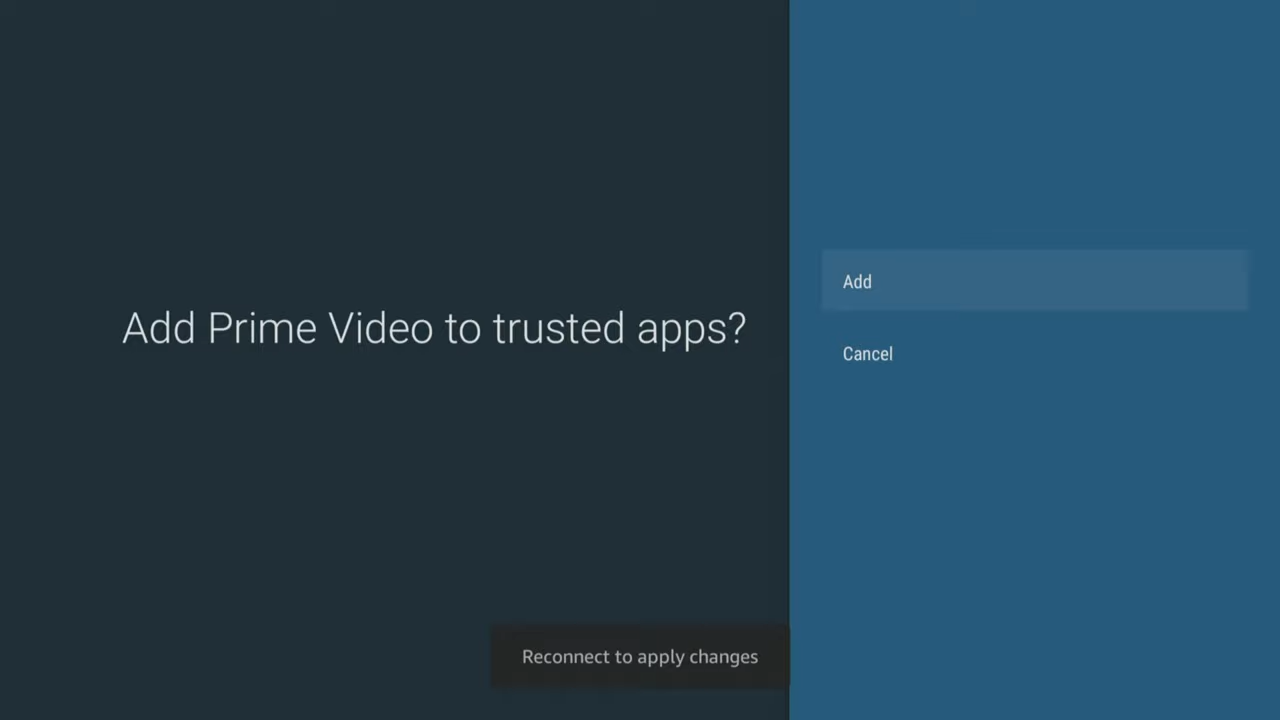 Add Prime Video to trusted apps?
Add
Cancel
Reconnect to apply changes